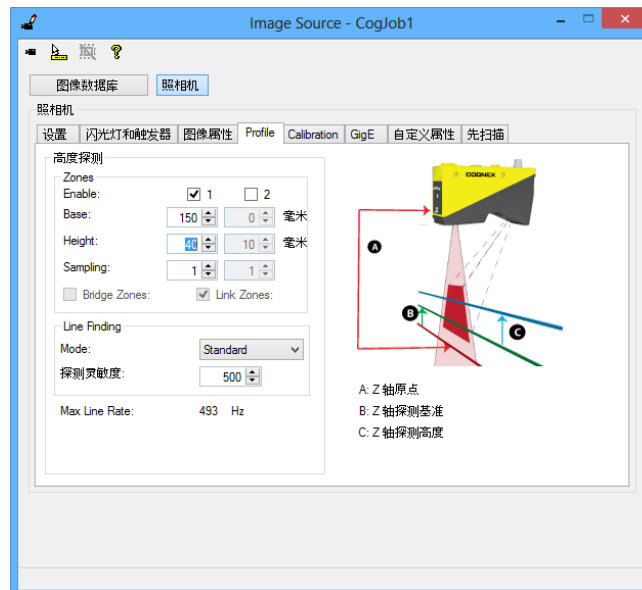 Image Source - CogJob1
图像数据库 照相机
照相机
设置 闪光灯和触发器 图像属性 Profile Calibration GigE 自定义属性 先扫描
高度探测
Zones
Enable: 1 2
Base: 150 0 毫米
Height: 40 10 毫米
Sampling: 1 1
Bridge Zones: Link Zones:
Line Finding
Mode: Standard
探测灵敏度: 500
Max Line Rate: 493 Hz
COGNEX
A
B
C
A: Z 轴原点
B: Z 轴探测基准
C: Z 轴探测高度